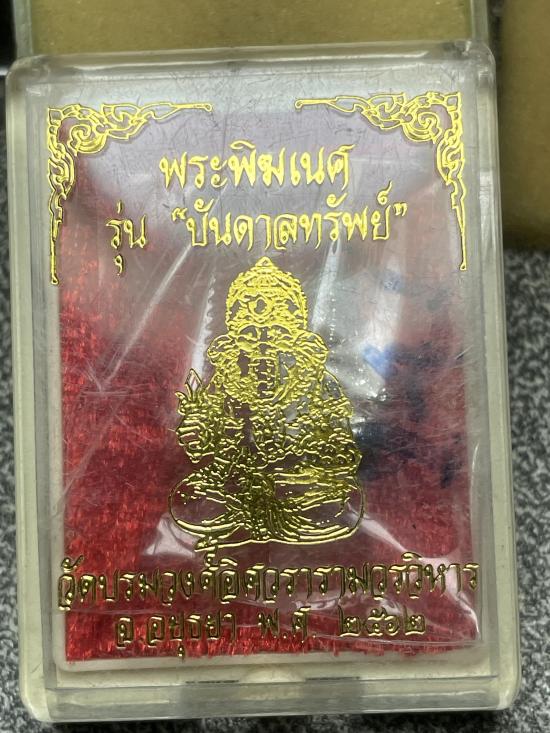 พระพิฆเนศ
รุ่น "บันดาลทรัพย์"
วัดบรมวงศ์อิศวรารามวรวิหาร
อ.อยุธยา พ.ศ. ๒๕๖๒